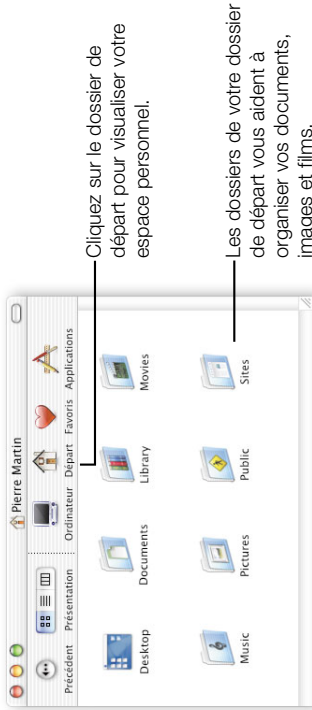 Pierre Martin
Précédent Présentation Ordinateur Départ Favoris Applications
Desktop Documents Library Movies
Music Pictures Public Sites
Cliquez sur le dossier de
départ pour visualiser votre
espace personnel.
Les dossiers de votre dossier
de départ vous aident à
organiser vos documents,
images et films.